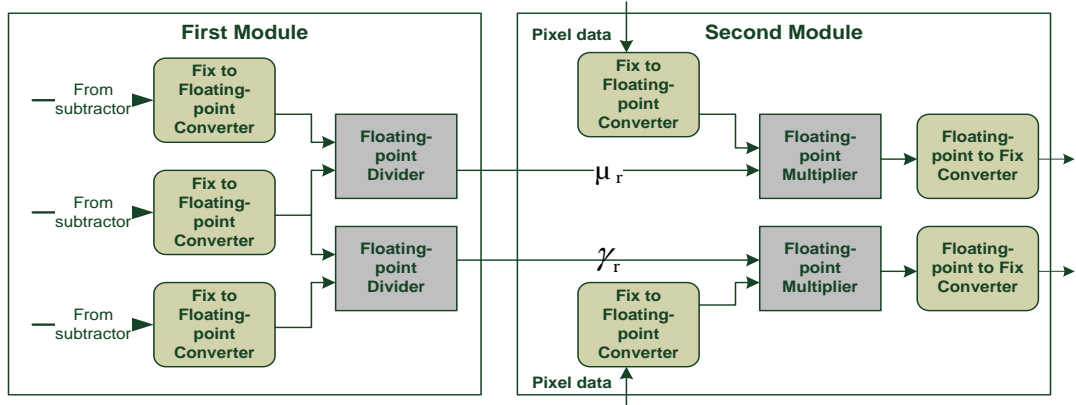 First Module
From
subtractor
Fix to
Floating-
point
Converter
From
subtractor
Fix to
Floating-
point
Converter
From
subtractor
Fix to
Floating-
point
Converter
Floating-
point
Divider
Floating-
point
Divider
μ r
γ r
Second Module
Pixel data
Fix to
Floating-
point
Converter
Floating-
point
Multiplier
Floating-
point to Fix
Converter
Floating-
point
Multiplier
Floating-
point to Fix
Converter
Fix to
Floating-
point
Converter
Pixel data